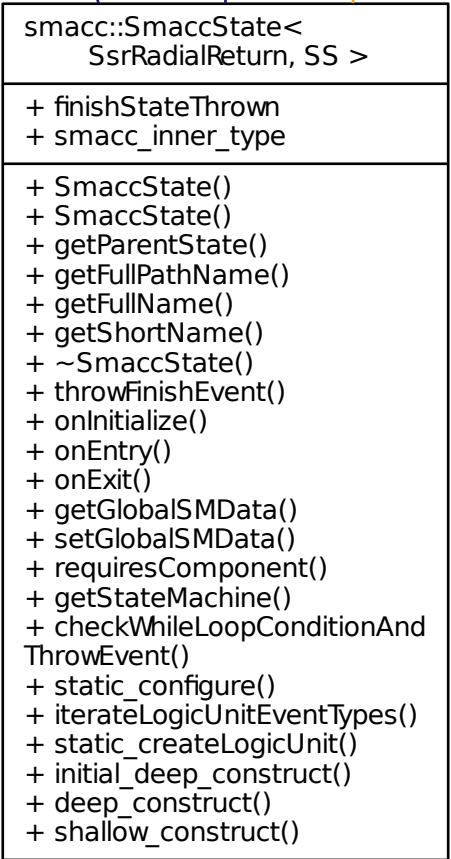 smacc::SmaccState<
SsrRadialReturn, SS >
+ finishStateThrown
+ smacc_inner_type
+ SmaccState()
+ SmaccState()
+ getParentState()
+ getFullPathName()
+ getFullName()
+ getShortName()
+ ~SmaccState()
+ throwFinishEvent()
+ onInitialize()
+ onEntry()
+ onExit()
+ getGlobalSMData()
+ setGlobalSMData()
+ requiresComponent()
+ getStateMachine()
+ checkWhileLoopConditionAnd
ThrowEvent()
+ static_configure()
+ iterateLogicUnitEventTypes()
+ static_createLogicUnit()
+ initial_deep_construct()
+ deep_construct()
+ shallow_construct()